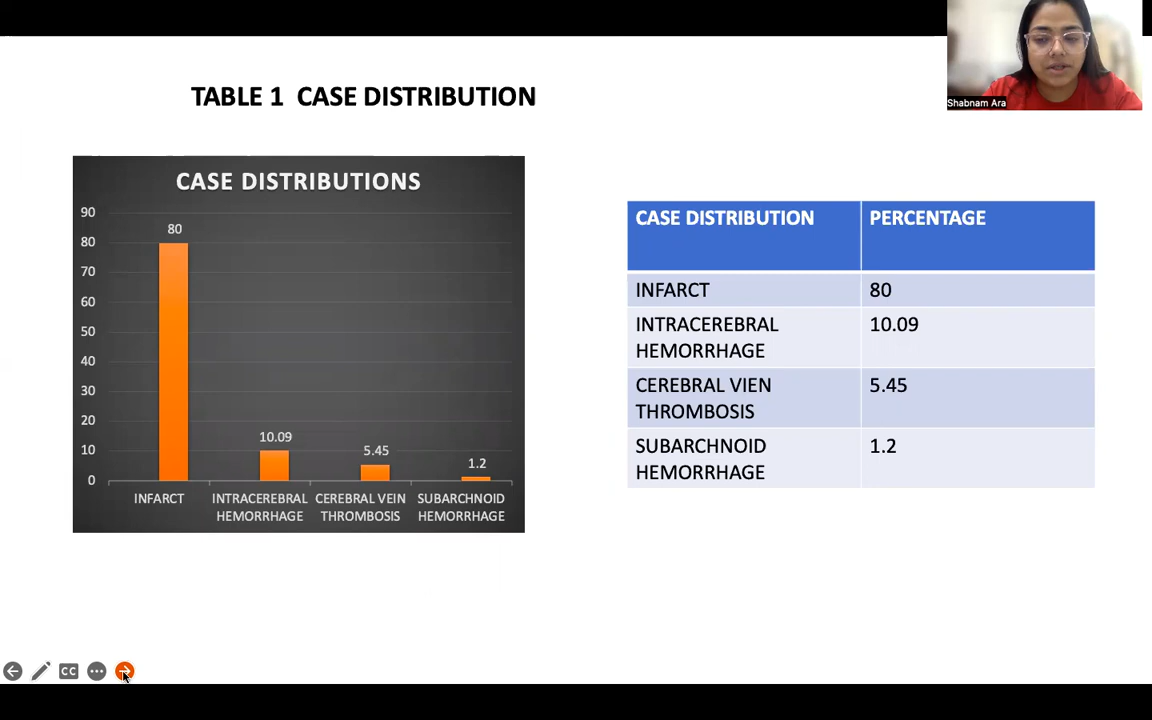 TABLE 1 CASE DISTRIBUTION
Shabnam Ara
CASE DISTRIBUTIONS
90
80
70
60
50
40
30
20
10
0
80
10.09
5.45
1.2
INFARCT
INTRACEREBRAL
HEMORRHAGE
CEREBRAL VEIN
THROMBOSIS
SUBARCHNOID
HEMORRHAGE
CASE DISTRIBUTION PERCENTAGE
INFARCT 80
INTRACEREBRAL 10.09
HEMORRHAGE
CEREBRAL VIEN 5.45
THROMBOSIS
SUBARCHNOID 1.2
HEMORRHAGE
CC